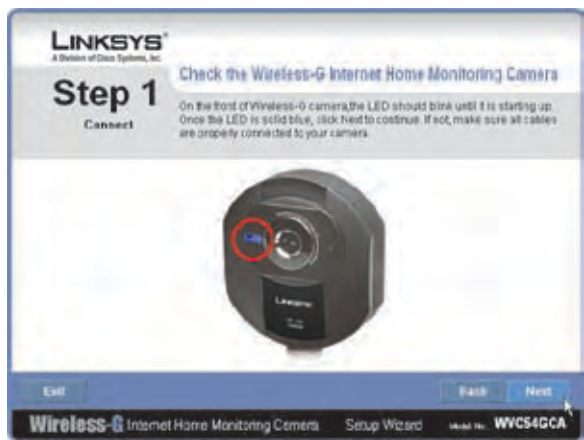 LINKSYS®
A Division of Cisco Systems, Inc.
Step 1
Connect
Check the Wireless-G Internet Home Monitoring Camera
On the front of Wireless-G camera,the LED should blink until it is starting up.
Once the LED is solid blue, click Next to continue. If not, make sure all cables
are properly connected to your camera.
Linksys
Exit
Back
Next
Wireless-G Internet Home Monitoring Camera Setup Wizard Model No. WVC54GCA